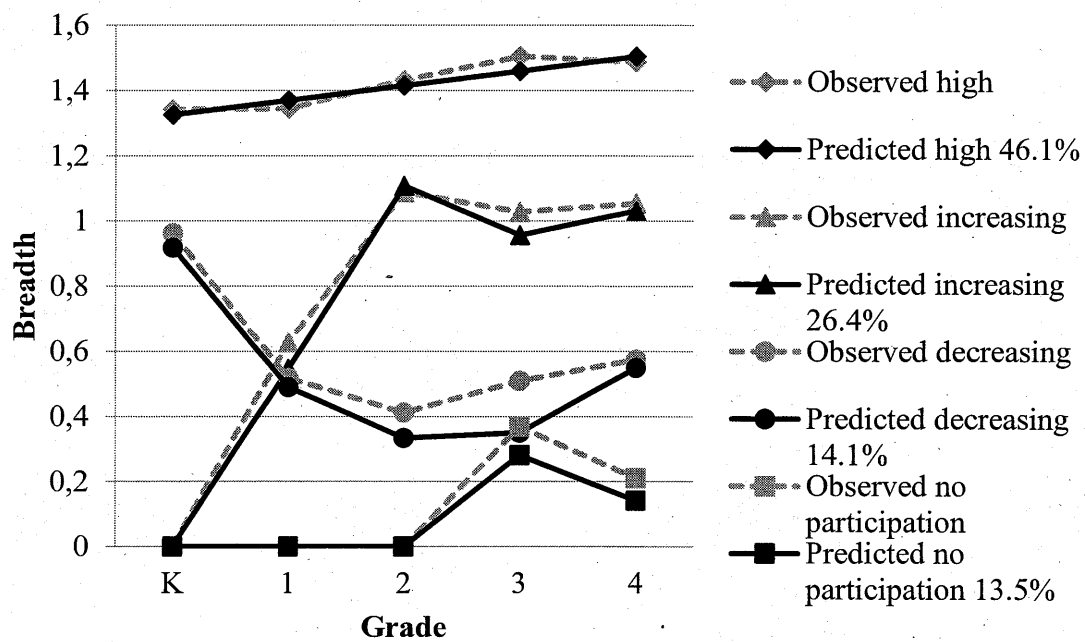 1,6
1,4
1,2
1
0,8
0,6
0,4
0,2
0
Breadth
K 1 2 3 4
Grade
Observed high
Predicted high 46.1%
Observed increasing
Predicted increasing
26.4%
Observed decreasing
Predicted decreasing
14.1%
Observed no
participation
Predicted no
participation 13.5%